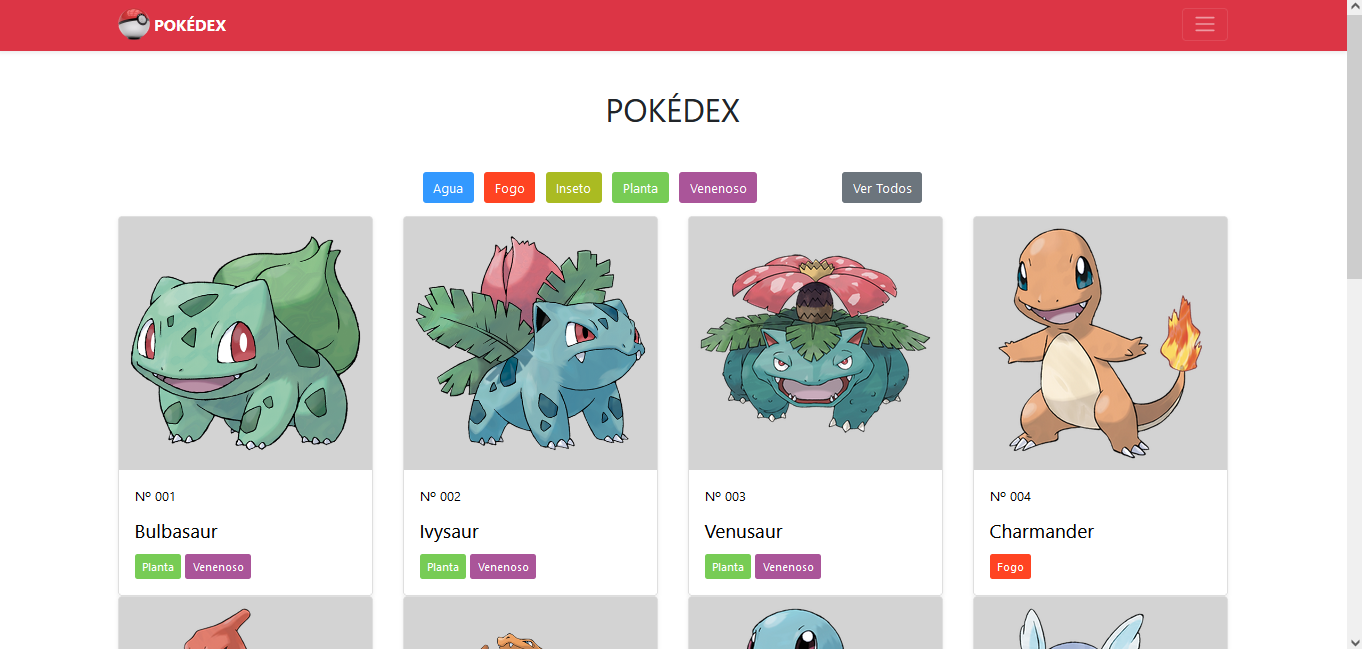 POKÉDEX
POKÉDEX
Agua Fogo Inseto Planta Venenoso Ver Todos
Nº 001
Bulbasaur
Planta Venenoso
Nº 002
Ivysaur
Planta Venenoso
Nº 003
Venusaur
Planta Venenoso
Nº 004
Charmander
Fogo